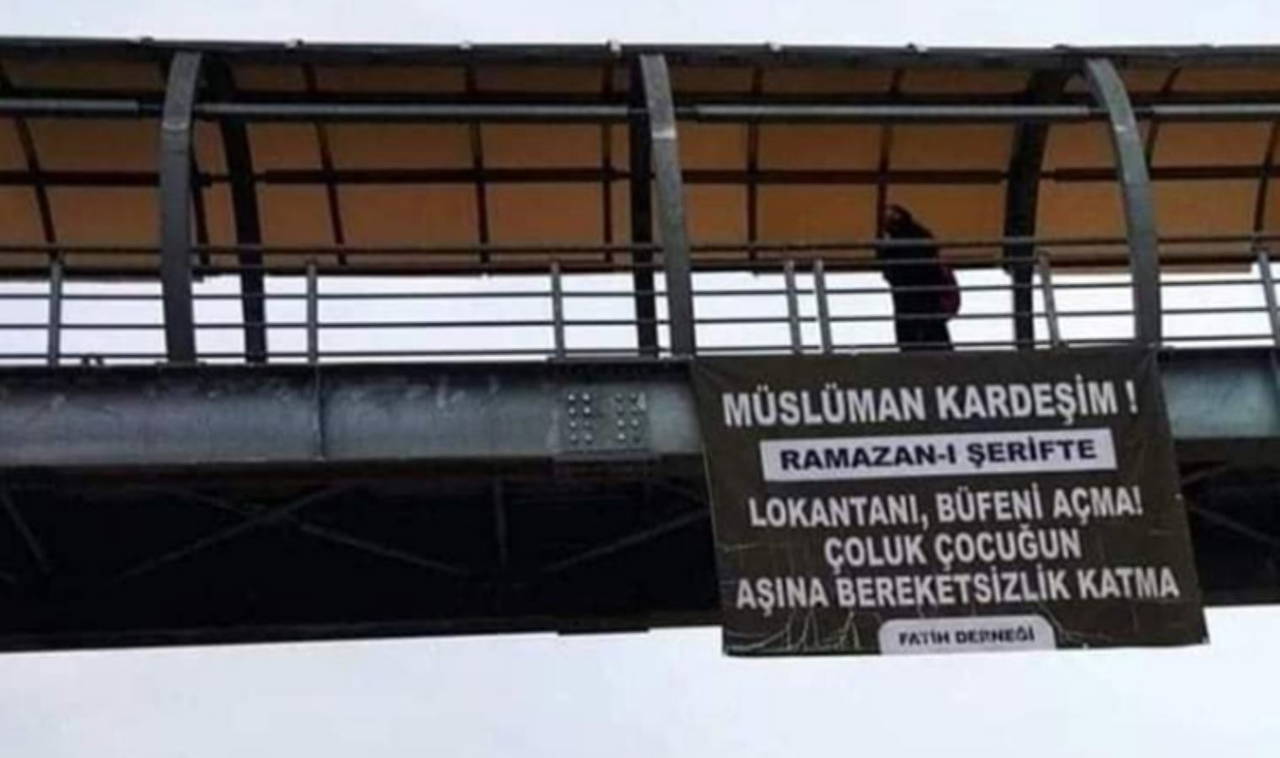 MÜSLÜMAN KARDEŞİM !
RAMAZAN-I ŞERİFTE
LOKANTANI, BÜFENİ AÇMA!
ÇOLUK ÇOCUĞUN
AŞINA BEREKETSİZLİK KATMA
FATİH DERNEĞİ